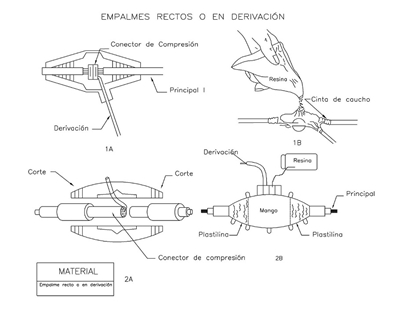 EMPALMES RECTOS O EN DERIVACIÓN
Conector de Compresión
Principal I
Derivación
1A
Resina
Cinta de caucho
1B
Corte
Corte
Conector de compresión
2A
Derivación
Resina
Principal
Mango
Plastilina
Plastilina
2B
MATERIAL
Empalme recto o en derivación